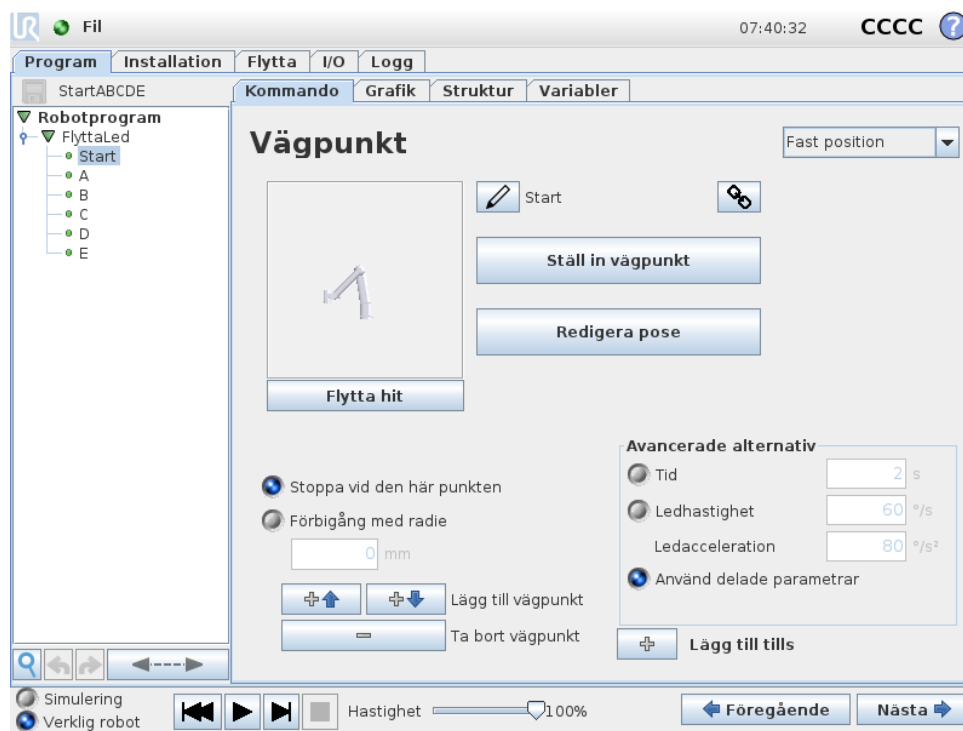 UR Fil 07:40:32 CCCC ?
Program Installation Flytta I/O Logg
StartABCDE Kommando Grafik Struktur Variabler
Robotprogram
FlyttaLed
Start
A
B
C
D
E
Vägpunkt Fast position
Start
Ställ in vägpunkt
Redigera pose
Flytta hit
Stoppa vid den här punkten
Förbigång med radie
0 mm
Lägg till vägpunkt
Ta bort vägpunkt
Avancerade alternativ
Tid 2 s
Ledhastighet 60 °/s
Ledacceleration 80 °/s²
Använd delade parametrar
Lägg till tills
Simulering
Verklig robot
Hastighet 100%
Föregående Nästa